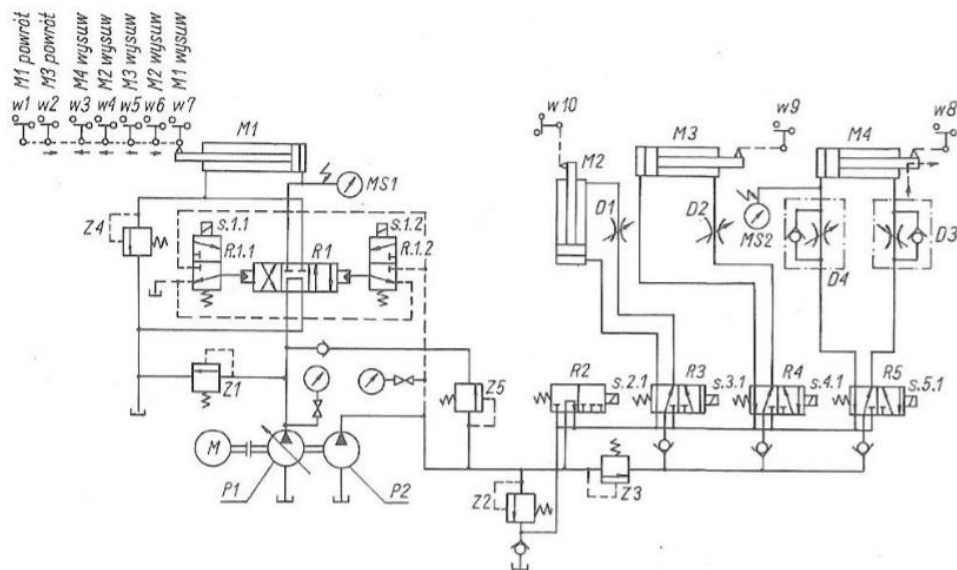 M1 powrót
M3 powrót
M4 wysuw
M2 wysuw
M3 wysuw
M2 wysuw
M1 wysuw
w1 w2 w3 w4 w5 w6 w7
w10
w9
w8
M1
M2
M3
M4
MS1
Z4
s.1.1
s.1.2
R.1.1
R1
R.1.2
D1
D2
MS2
D3
D4
Z1
Z5
R2
s.2.1
R3
s.3.1
R4
s.4.1
R5
s.5.1
M
P1
P2
Z2
Z3